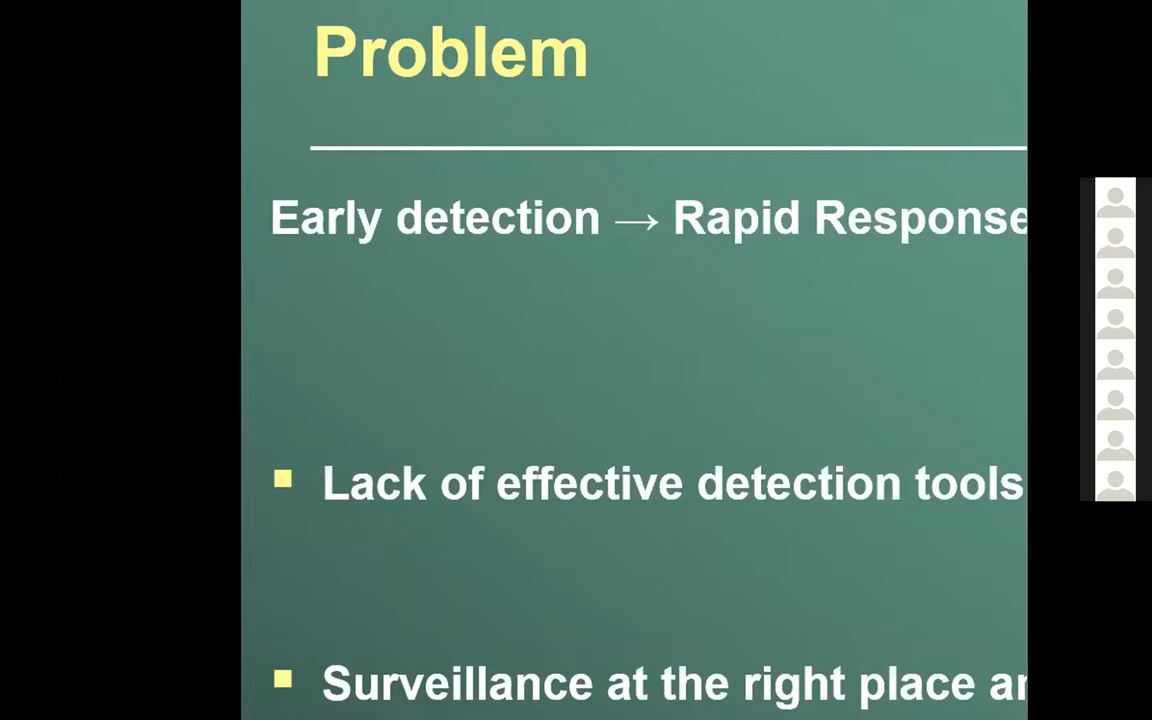 Problem
Early detection → Rapid Response
Lack of effective detection tools
Surveillance at the right place